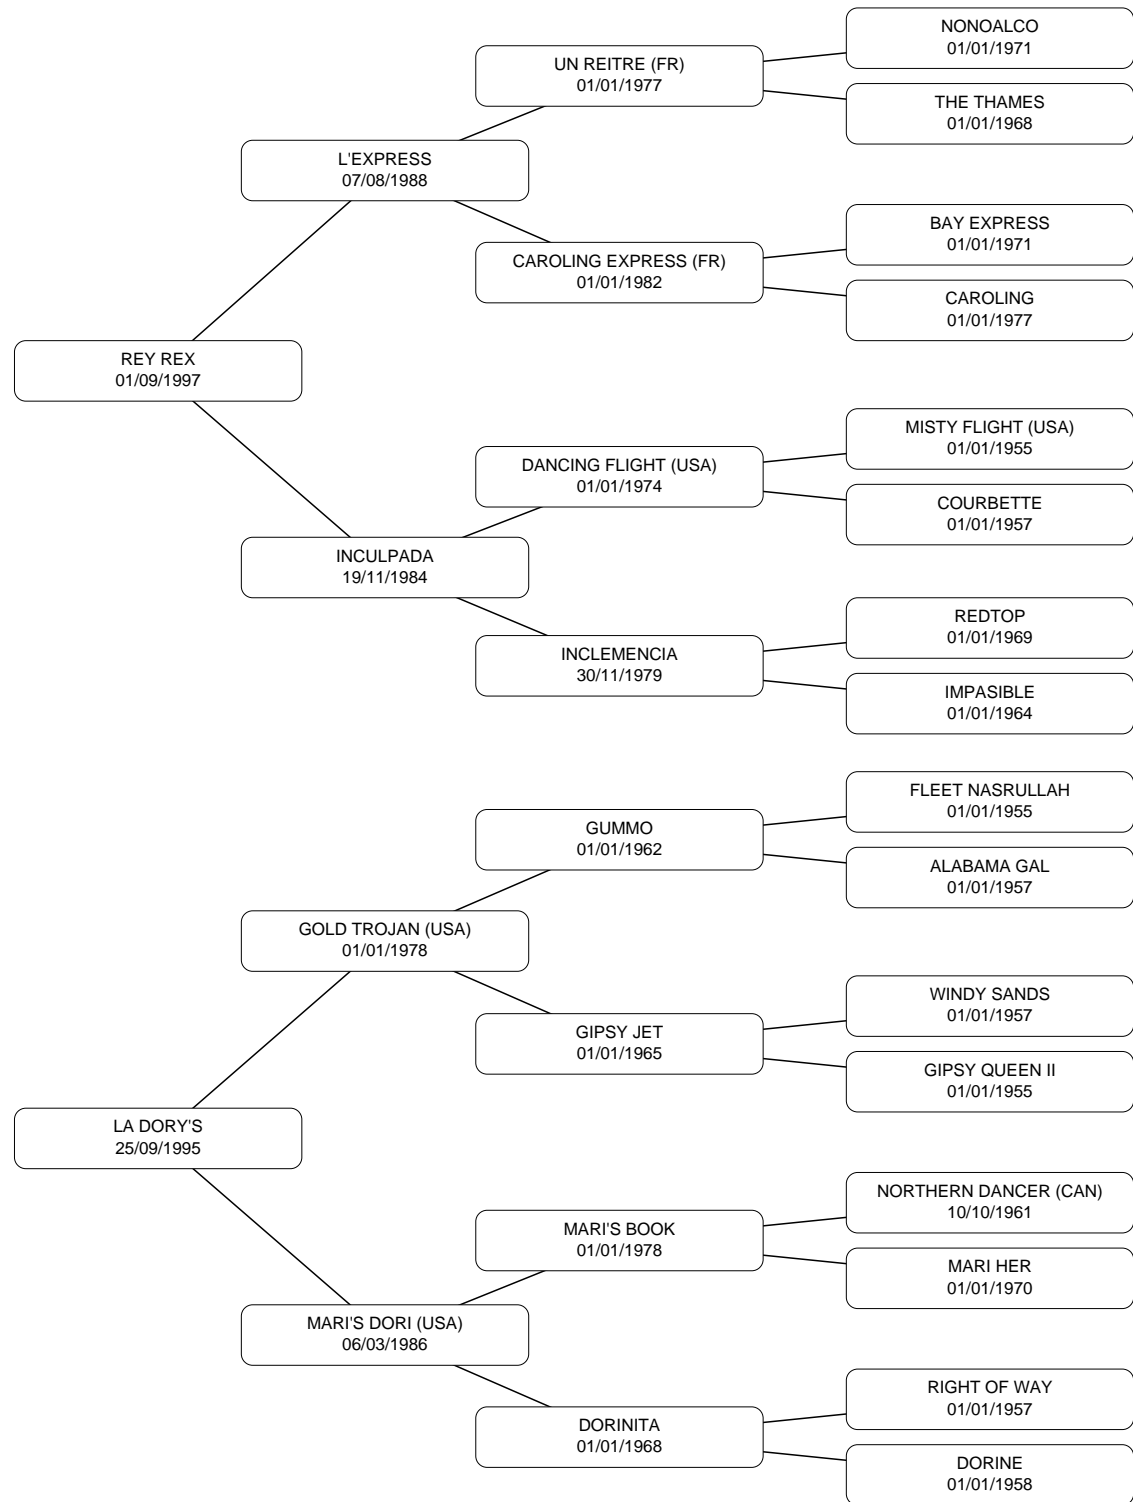 NONOALCO
01/01/1971
UN REITRE (FR)
01/01/1977
THE THAMES
01/01/1968
L'EXPRESS
07/08/1988
BAY EXPRESS
01/01/1971
CAROLING EXPRESS (FR)
01/01/1982
CAROLING
01/01/1977
REY REX
01/09/1997
MISTY FLIGHT (USA)
01/01/1955
DANCING FLIGHT (USA)
01/01/1974
COURBETTE
01/01/1957
INCULPADA
19/11/1984
REDTOP
01/01/1969
INCLEMENCIA
30/11/1979
IMPASIBLE
01/01/1964
FLEET NASRULLAH
01/01/1955
GUMMO
01/01/1962
ALABAMA GAL
01/01/1957
GOLD TROJAN (USA)
01/01/1978
WINDY SANDS
01/01/1957
GIPSY JET
01/01/1965
GIPSY QUEEN II
01/01/1955
LA DORY'S
25/09/1995
NORTHERN DANCER (CAN)
10/10/1961
MARI'S BOOK
01/01/1978
MARI HER
01/01/1970
MARI'S DORI (USA)
06/03/1986
RIGHT OF WAY
01/01/1957
DORINITA
01/01/1968
DORINE
01/01/1958